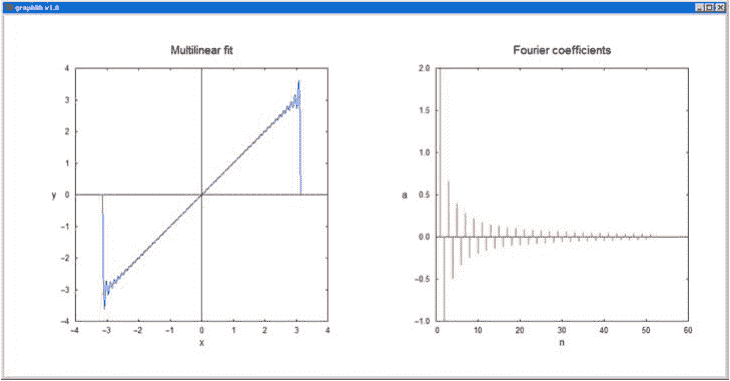 graphlib v1.0
Multilinear fit
Fourier coefficients
4
3
2
1
0
−1
−2
−3
−4
y
−4 −3 −2 −1 0 1 2 3 4
x
2.0
1.5
1.0
0.5
0.0
−0.5
−1.0
a
0 10 20 30 40 50 60
n